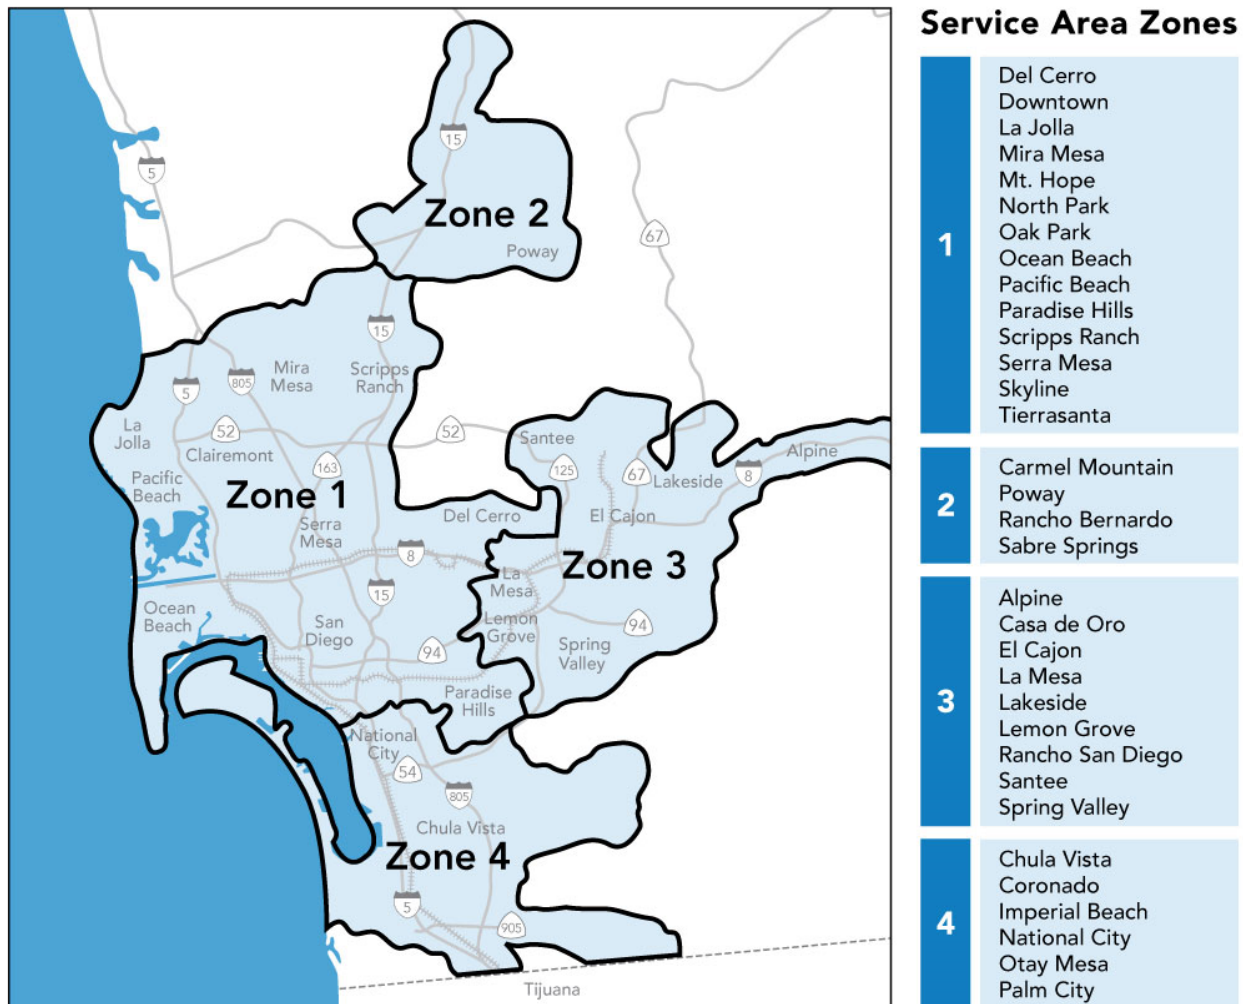 Service Area Zones
1
Del Cerro
Downtown
La Jolla
Mira Mesa
Mt. Hope
North Park
Oak Park
Ocean Beach
Pacific Beach
Paradise Hills
Scripps Ranch
Serra Mesa
Skyline
Tierrasanta
2
Carmel Mountain
Poway
Rancho Bernardo
Sabre Springs
3
Alpine
Casa de Oro
El Cajon
La Mesa
Lakeside
Lemon Grove
Rancho San Diego
Santee
Spring Valley
4
Chula Vista
Coronado
Imperial Beach
National City
Otay Mesa
Palm City
15
5
Zone 2
67
Poway
15
Mira
Mesa
Scripps
Ranch
5
805
La
Jolla
52
52
Santee
Clairemont
Alpine
163
125
67
8
Pacific
Beach
Lakeside
Zone 1
Serra
Mesa
Del Cerro
El Cajon
8
Zone 3
La
Mesa
15
Ocean
Beach
San
Diego
Lemon
Grove
94
94
Spring
Valley
Paradise
Hills
National
City
54
805
Chula Vista
Zone 4
5
905
Tijuana